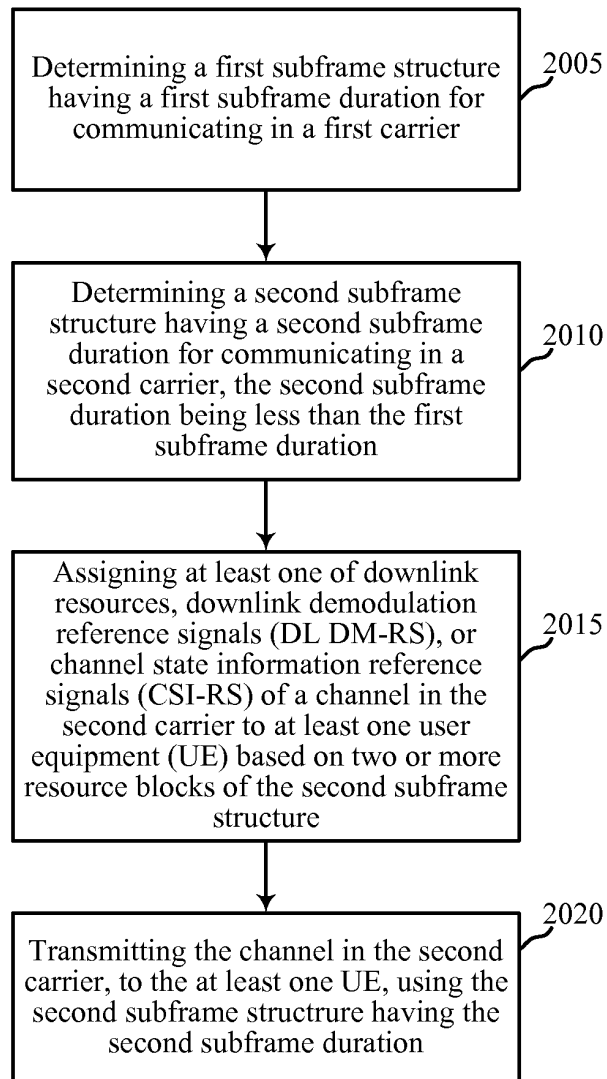 Determining a first subframe structure
having a first subframe duration for
communicating in a first carrier
2005
Determining a second subframe
structure having a second subframe
duration for communicating in a
second carrier, the second subframe
duration being less than the first
subframe duration
2010
Assigning at least one of downlink
resources, downlink demodulation
reference signals (DL DM-RS), or
channel state information reference
signals (CSI-RS) of a channel in the
second carrier to at least one user
equipment (UE) based on two or more
resource blocks of the second subframe
structure
2015
Transmitting the channel in the second
carrier, to the at least one UE, using the
second subframe structrure having the
second subframe duration
2020